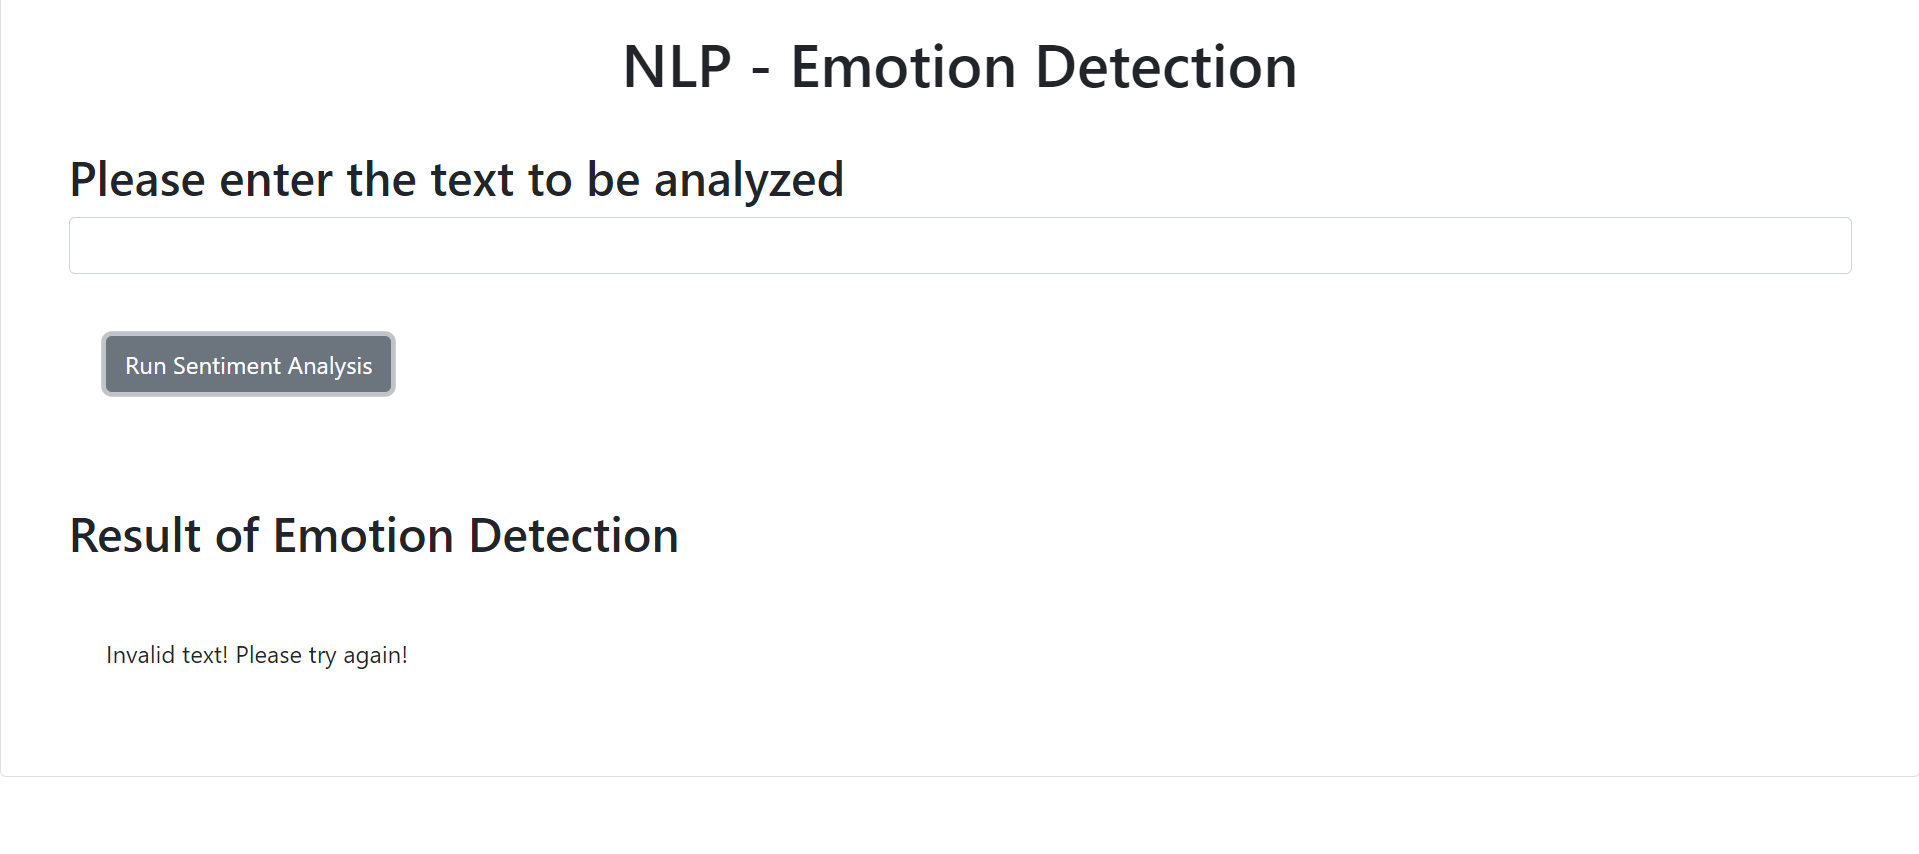 NLP - Emotion Detection
Please enter the text to be analyzed
Run Sentiment Analysis
Result of Emotion Detection
Invalid text! Please try again!